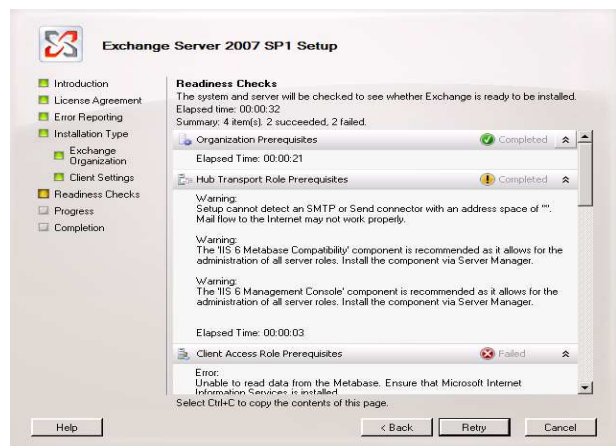 Exchange Server 2007 SP1 Setup
Introduction
License Agreement
Error Reporting
Installation Type
Exchange
Organization
Client Settings
Readiness Checks
Progress
Completion
Readiness Checks
The system and server will be checked to see whether Exchange is ready to be installed.
Elapsed time: 00:00:32
Summary: 4 item(s). 2 succeeded, 2 failed.
Organization Prerequisites Completed
Elapsed Time: 00:00:21
Hub Transport Role Prerequisites Completed
Warning:
Setup cannot detect an SMTP or Send connector with an address space of "".
Mail flow to the Internet may not work properly.
Warning:
The 'IIS 6 Metabase Compatibility' component is recommended as it allows for the
administration of all server roles. Install the component via Server Manager.
Warning:
The 'IIS 6 Management Console' component is recommended as it allows for the
administration of all server roles. Install the component via Server Manager.
Elapsed Time: 00:00:03
Client Access Role Prerequisites Failed
Error:
Unable to read data from the Metabase. Ensure that Microsoft Internet
Information Services is installed
Select Ctrl+C to copy the contents of this page.
Help < Back Retry Cancel